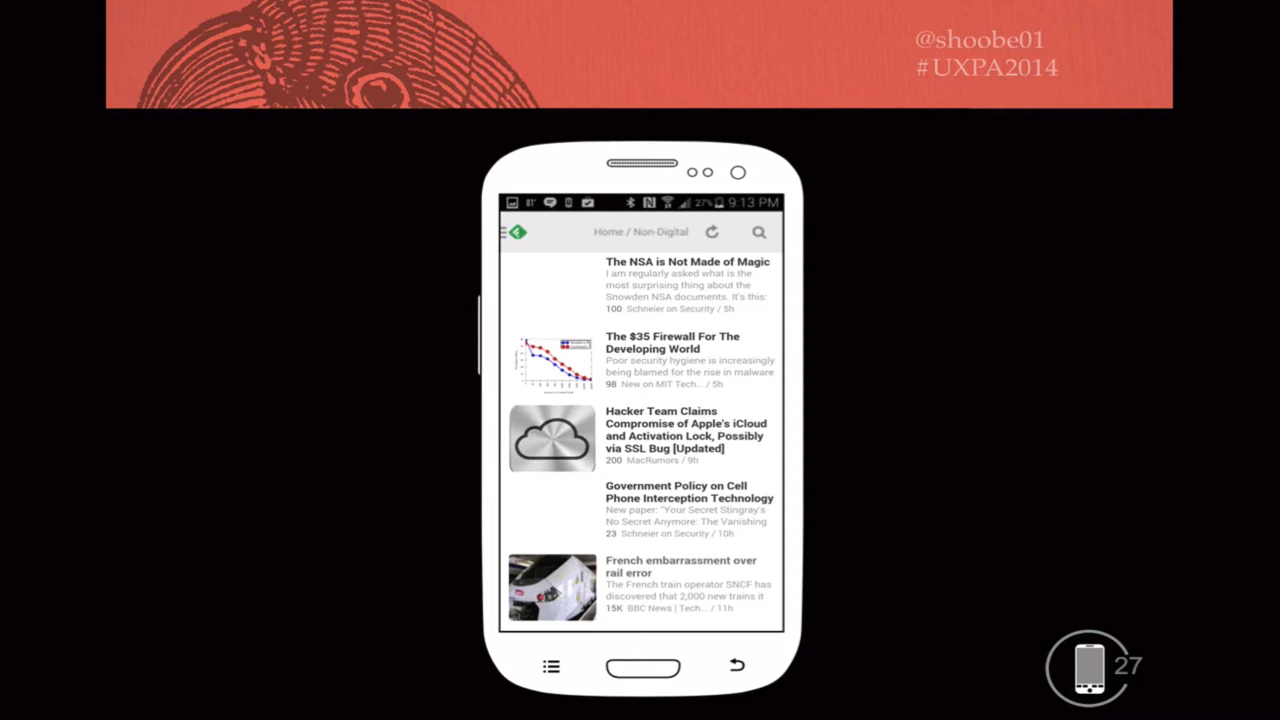 @shoobe01
#UXPA2014
27% 9:13 PM
Home / Non-Digital
The NSA is Not Made of Magic
I am regularly asked what is the
most surprising thing about the
Snowden NSA documents. It's this:
100 Schneier on Security / 5h
The $35 Firewall For The
Developing World
Poor security hygiene is increasingly
being blamed for the rise in malware
98 New on MIT Tech... / 5h
Hacker Team Claims
Compromise of Apple's iCloud
and Activation Lock, Possibly
via SSL Bug [Updated]
200 MacRumors / 9h
Government Policy on Cell
Phone Interception Technology
New paper: "Your Secret Stingray's
No Secret Anymore: The Vanishing
23 Schneier on Security / 10h
French embarrassment over
rail error
The French train operator SNCF has
discovered that 2,000 new trains it
15K BBC News | Tech... / 11h
27